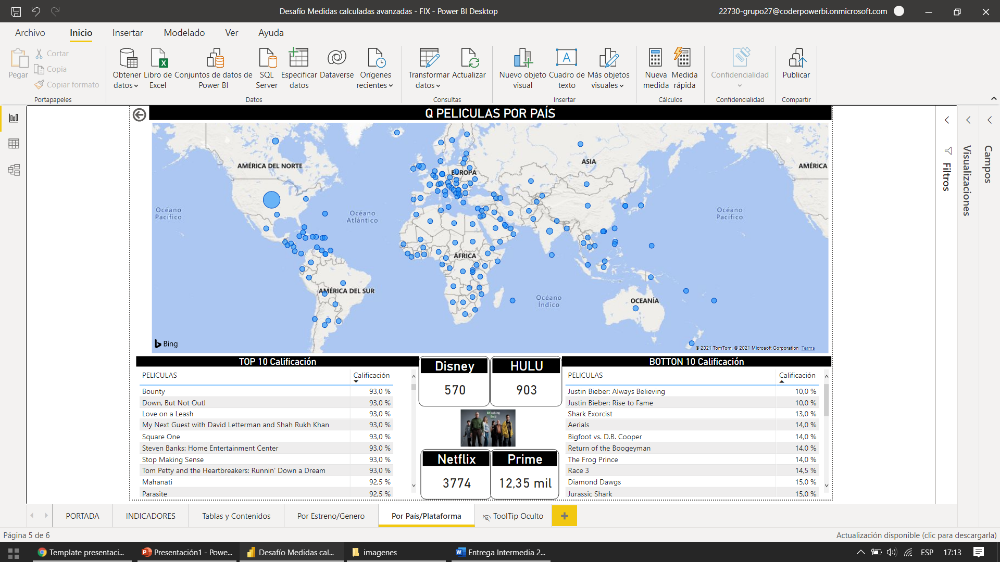 Desafío Medidas calculadas avanzadas - FIX - Power BI Desktop
22730-grupo27@coderpowerbi.onmicrosoft.com
Archivo Inicio Insertar Modelado Ver Ayuda
Pegar
Cortar
Copia
Copiar formato
Portapapeles
Obtener datos
Libro de Excel
Conjuntos de datos de Power BI
SQL Server
Especificar datos
Dataverse
Orígenes recientes
Datos
Transformar datos
Actualizar
Consultas
Nuevo objeto visual
Cuadro de texto
Más objetos visuales
Insertar
Nueva medida
Medida rápida
Cálculos
Confidencialidad
Confidencialidad
Publicar
Compartir
Q PELICULAS POR PAÍS
AMÉRICA DEL NORTE
EUROPA
ASIA
AMÉRICA
Océano Pacífico
Océano Atlántico
Océano Pacífico
ÁFRICA
AMÉRICA DEL SUR
Océano Índico
OCEANÍA
Bing
© 2021 TomTom, © 2021 Microsoft Corporation Terms
Filtros
Visualizaciones
Campos
TOP 10 Calificación
PELICULAS Calificación
Bounty 93,0 %
Down, But Not Out! 93,0 %
Love on a Leash 93,0 %
My Next Guest with David Letterman and Shah Rukh Khan 93,0 %
Square One 93,0 %
Steven Banks: Home Entertainment Center 93,0 %
Stop Making Sense 93,0 %
Tom Petty and the Heartbreakers: Runnin' Down a Dream 93,0 %
Mahanati 92,5 %
Parasite 92,5 %
Disney
570
HULU
903
Breaking
Bad
Netflix
3774
Prime
12,35 mil
BOTTON 10 Calificación
PELICULAS Calificación
Justin Bieber: Always Believing 10,0 %
Justin Bieber: Rise to Fame 10,0 %
Shark Exorcist 13,0 %
Aerials 14,0 %
Bigfoot vs. D.B. Cooper 14,0 %
Return of the Boogeyman 14,0 %
The Frog Prince 14,0 %
Race 3 14,5 %
Diamond Dawgs 15,0 %
Jurassic Shark 15,0 %
PORTADA INDICADORES Tablas y Contenidos Por Estreno/Genero Por País/Plataforma ToolTip Oculto
Página 5 de 6
Actualización disponible (clic para descargarla)
Template presentaci... Presentación1 - Powe... Desafío Medidas cal... imagenes Entrega Intermedia 2...
ESP 17:13